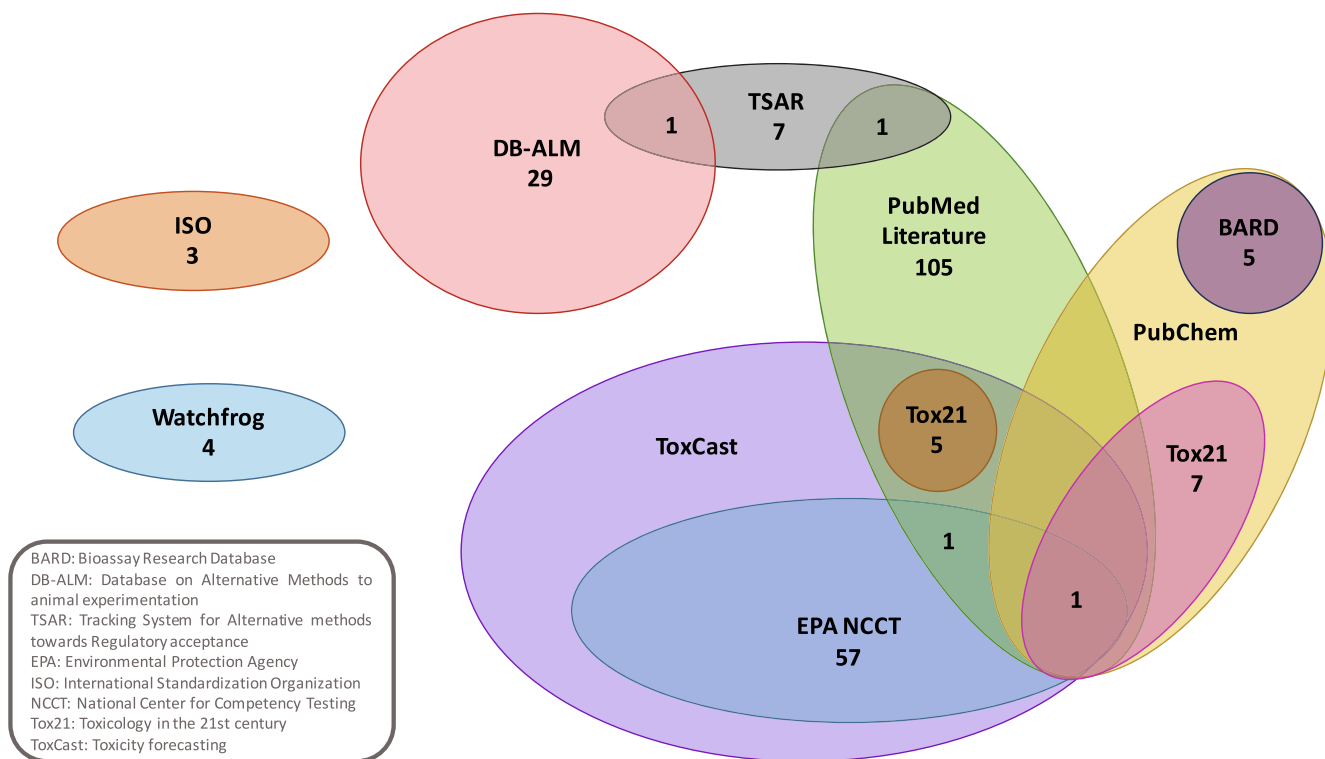 DB-ALM
29
1
TSAR
7
1
PubMed
Literature
105
BARD
5
PubChem
ISO
3
Watchfrog
4
ToxCast
Tox21
5
Tox21
7
1
1
EPA NCCT
57
BARD: Bioassay Research Database
DB-ALM: Database on Alternative Methods to
animal experimentation
TSAR: Tracking System for Alternative methods
towards Regulatory acceptance
EPA: Environmental Protection Agency
ISO: International Standardization Organization
NCCT: National Center for Competency Testing
Tox21: Toxicology in the 21st century
ToxCast: Toxicity forecasting